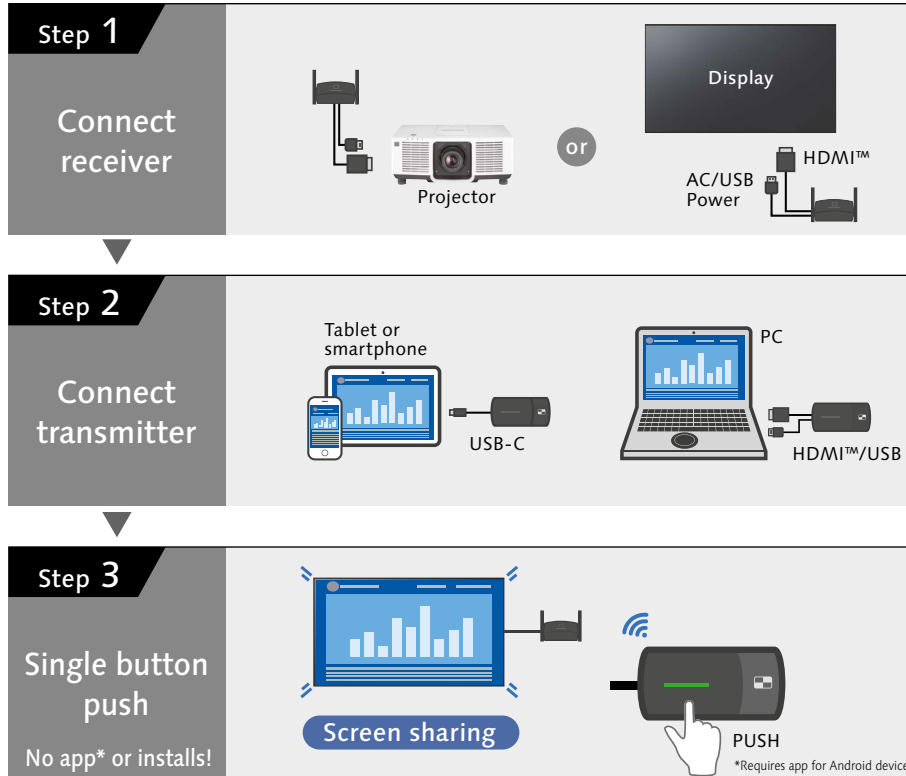 Step 1
Connect
receiver
Projector
or
Display
HDMI™
AC/USB
Power
Step 2
Connect
transmitter
Tablet or
smartphone
USB-C
PC
HDMI™/USB
Step 3
Single button
push
No app* or installs!
Screen sharing
PUSH
*Requires app for Android device